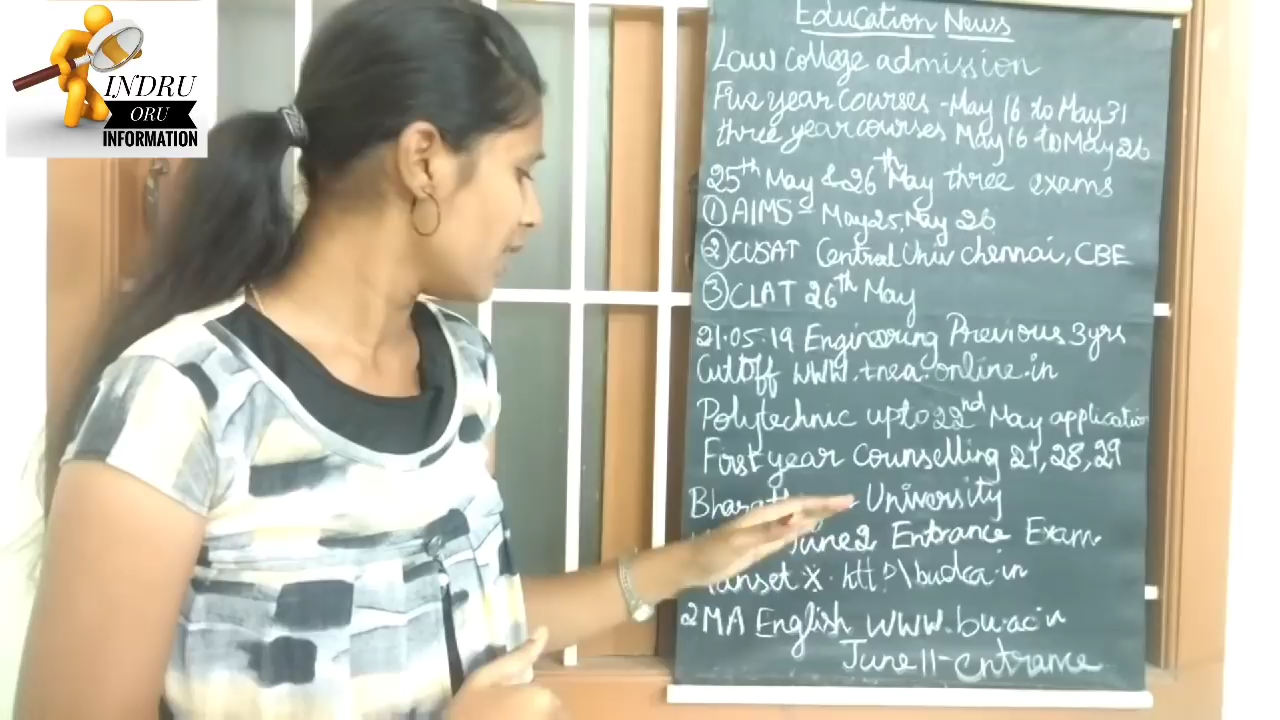 INDRU
ORU
INFORMATION
Education News
Law college admission
Five year courses - May 16 to May 31
three year courses May 16 to May 26
25th May & 26th May three exams
① AIMS - May 25, May 26
② CUSAT Central Univ Chennai, CBE
③ CLAT 26th May
21.05.19 Engineering Previous 3 yrs
Cutoff www.tnea.online.in
Polytechnic upto 22nd May application
First year counselling 27, 28, 29
University
June 2 Entrance Exam
2 MA English www.b
June 11 - entrance